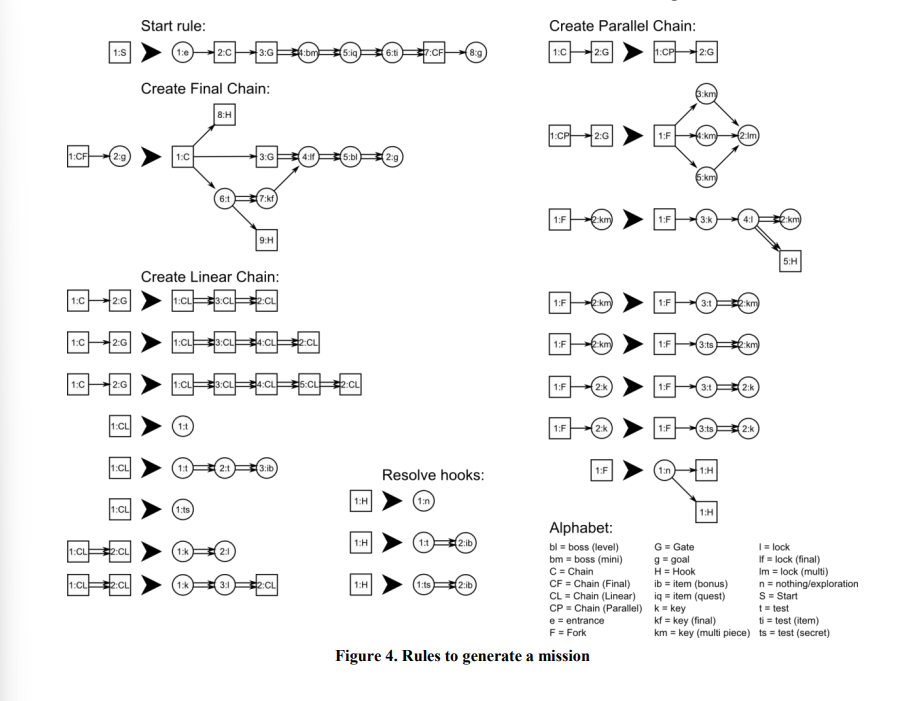 Start rule:
1:S 1:e 2:C 3:G 4:bm 5:iq 6:ti 7:CF 8:g
Create Final Chain:
8:H
1:CF 2:g 1:C 3:G 4:lf 5:bl 2:g
6:t 7:kf
9:H
Create Linear Chain:
1:C 2:G 1:CL 3:CL 2:CL
1:C 2:G 1:CL 3:CL 4:CL 2:CL
1:C 2:G 1:CL 3:CL 4:CL 5:CL 2:CL
1:CL 1:t
1:CL 1:t 2:t 3:ib
1:CL 1:ts
1:CL 2:CL 1:k 2:l
1:CL 2:CL 1:k 3:l 2:CL
Resolve hooks:
1:H 1:n
1:H 1:t 2:ib
1:H 1:ts 2:ib
Create Parallel Chain:
1:C 2:G 1:CP 2:G
3:km
1:CP 2:G 1:F 4:km 2:lm
5:km
1:F 2:km 1:F 3:k 4:l 2:km
5:H
1:F 2:km 1:F 3:t 2:km
1:F 2:km 1:F 3:ts 2:km
1:F 2:k 1:F 3:t 2:k
1:F 2:k 1:F 3:ts 2:k
1:F 1:n 1:H
1:H
Alphabet:
bl = boss (level)
bm = boss (mini)
C = Chain
CF = Chain (Final)
CL = Chain (Linear)
CP = Chain (Parallel)
e = entrance
F = Fork
G = Gate
g = goal
H = Hook
ib = item (bonus)
iq = item (quest)
k = key
kf = key (final)
km = key (multi piece)
l = lock
lf = lock (final)
lm = lock (multi)
n = nothing/exploration
S = Start
t = test
ti = test (item)
ts = test (secret)
Figure 4. Rules to generate a mission